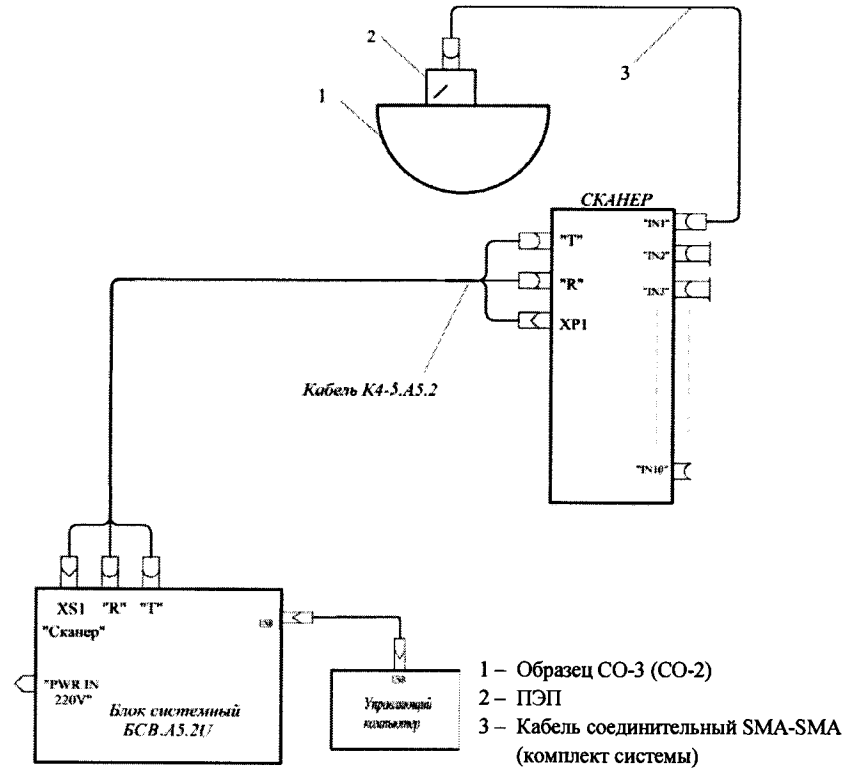 2
3
1
СКАНЕР
"IN1"
"T"
"IN2"
"R"
"IN3"
XP1
Кабель К4-5.А5.2
"IN10"
XS1 "R" "T"
"Сканер"
USB
"PWR IN
220V"
Блок системный
БСВ.А5.2U
USB
Управляющий
компьютер
1 – Образец СО-3 (СО-2)
2 – ПЭП
3 – Кабель соединительный SMA-SMA
(комплект системы)